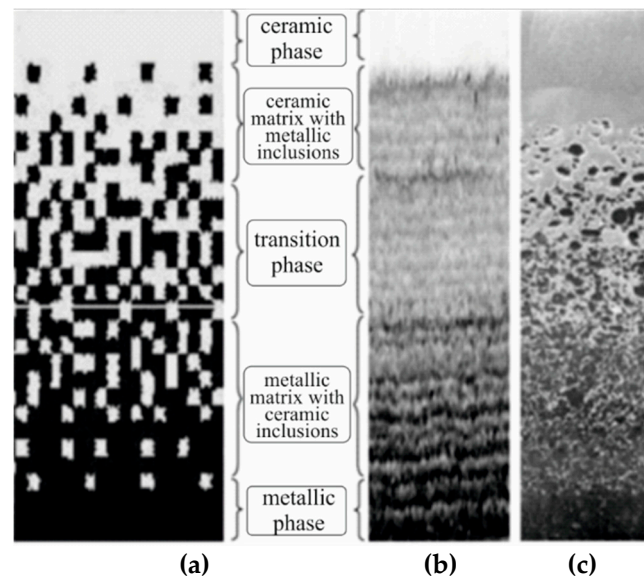 ceramic
phase
ceramic
matrix with
metallic
inclusions
transition
phase
metallic
matrix with
ceramic
inclusions
metallic
phase
(a)
(b)
(c)